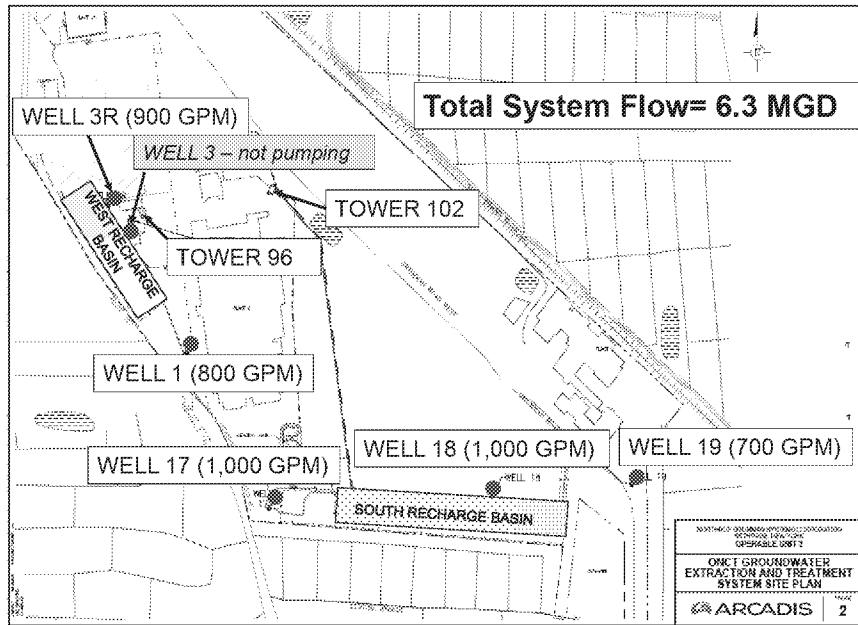 Total System Flow= 6.3 MGD
WELL 3R (900 GPM)
WELL 3 – not pumping
TOWER 102
WEST RECHARGE
BASIN
TOWER 96
WELL 1 (800 GPM)
WELL 17 (1,000 GPM)
WELL 18 (1,000 GPM)
WELL 19 (700 GPM)
WELL 18
SOUTH RECHARGE BASIN
OPERABLE UNIT 2
ONCT GROUNDWATER
EXTRACTION AND TREATMENT
SYSTEM SITE PLAN
ARCADIS
2